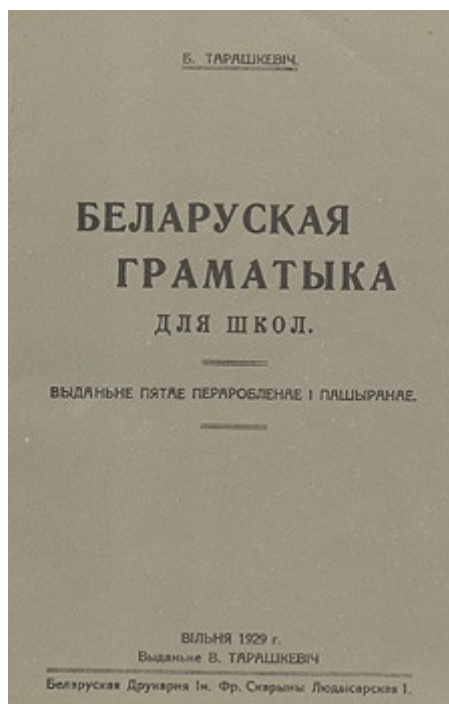 Б. ТАРАШКЕВІЧ.
БЕЛАРУСКАЯ
ГРАМАТЫКА
ДЛЯ ШКОЛ.
ВЫДАНЬНЕ ПЯТАЕ ПЕРАРОБЛЕНАЕ І ПАШЫРАНАЕ.
ВІЛЬНЯ 1929 г.
Выданьне В. ТАРАШКЕВІЧ
Беларуская Друкарня Ім. Фр. Скарыны Людвісарская 1.